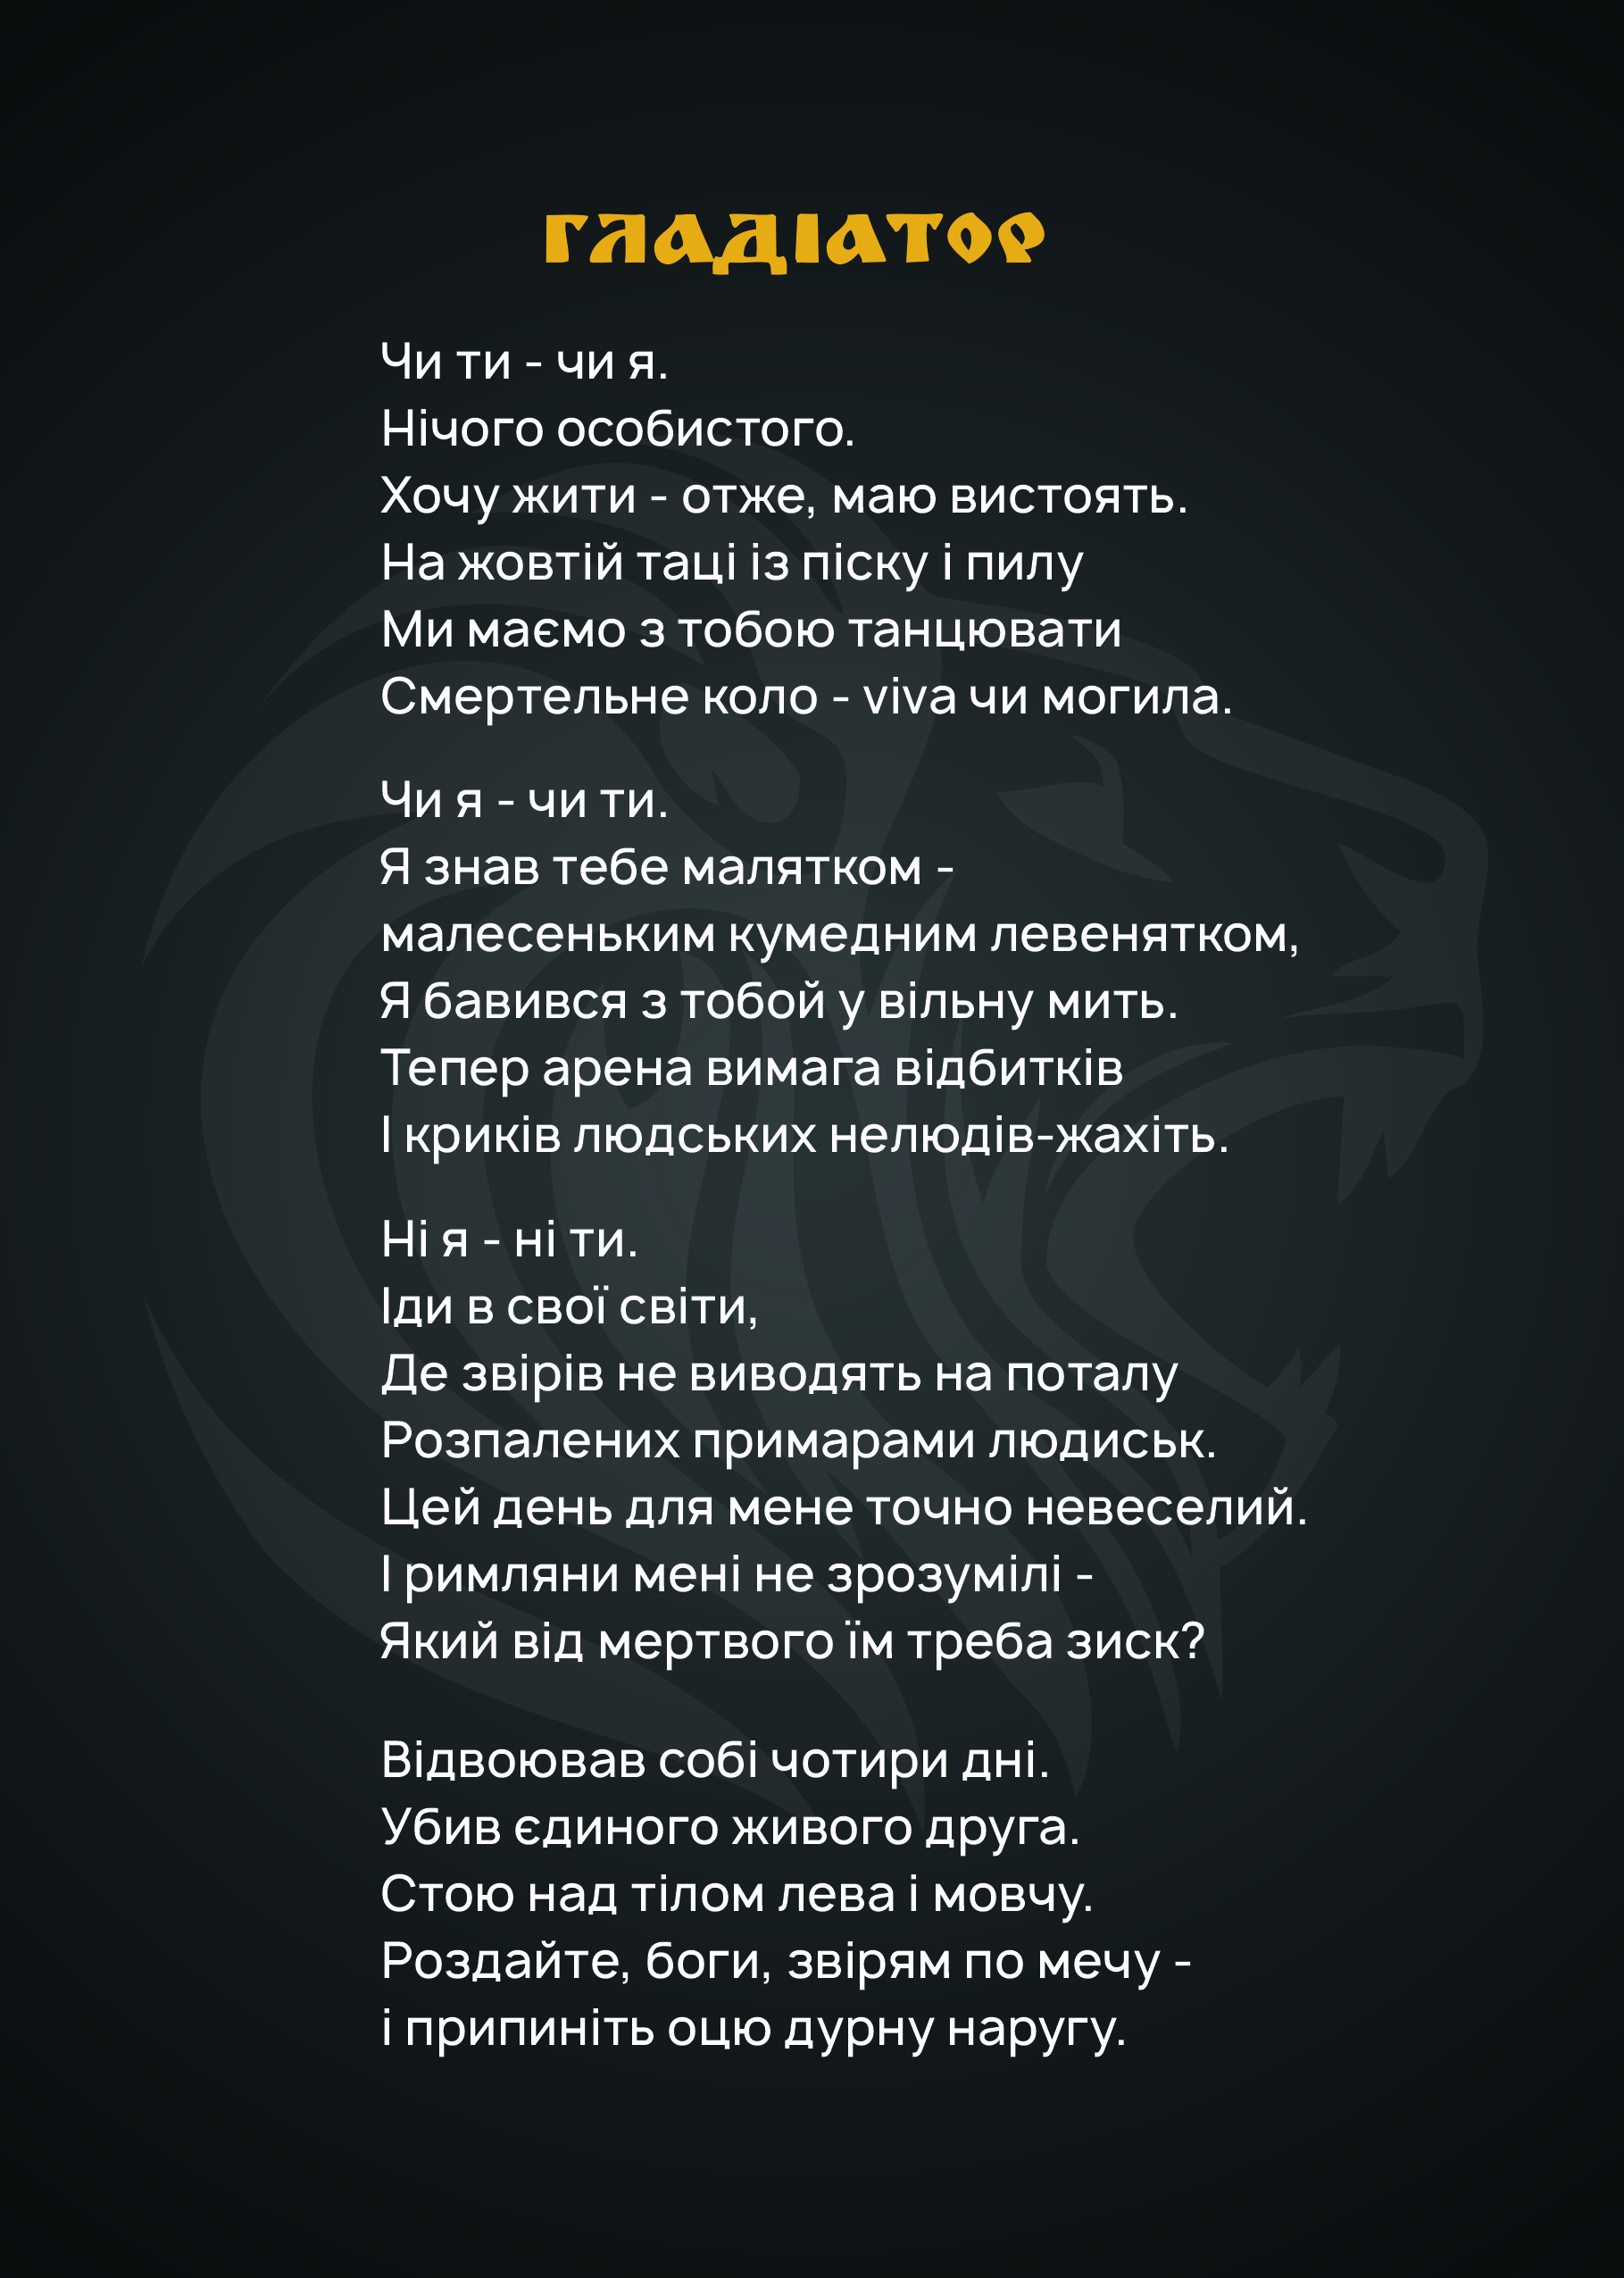 ГЛАДІАТОР
Чи ти - чи я.
Нічого особистого.
Хочу жити - отже, маю вистоять.
На жовтій таці із піску і пилу
Ми маємо з тобою танцювати
Смертельне коло - viva чи могила.
Чи я - чи ти.
Я знав тебе малятком -
малесеньким кумедним левенятком,
Я бавився з тобой у вільну мить.
Тепер арена вимага відбитків
І криків людських нелюдів-жахіть.
Ні я - ні ти.
Іди в свої світи,
Де звірів не виводять на поталу
Розпалених примарами людиськ.
Цей день для мене точно невеселий.
І римляни мені не зрозумілі -
Який від мертвого їм треба зиск?
Відвоював собі чотири дні.
Убив єдиного живого друга.
Стою над тілом лева і мовчу.
Роздайте, боги, звірям по мечу -
і припиніть оцю дурну наругу.